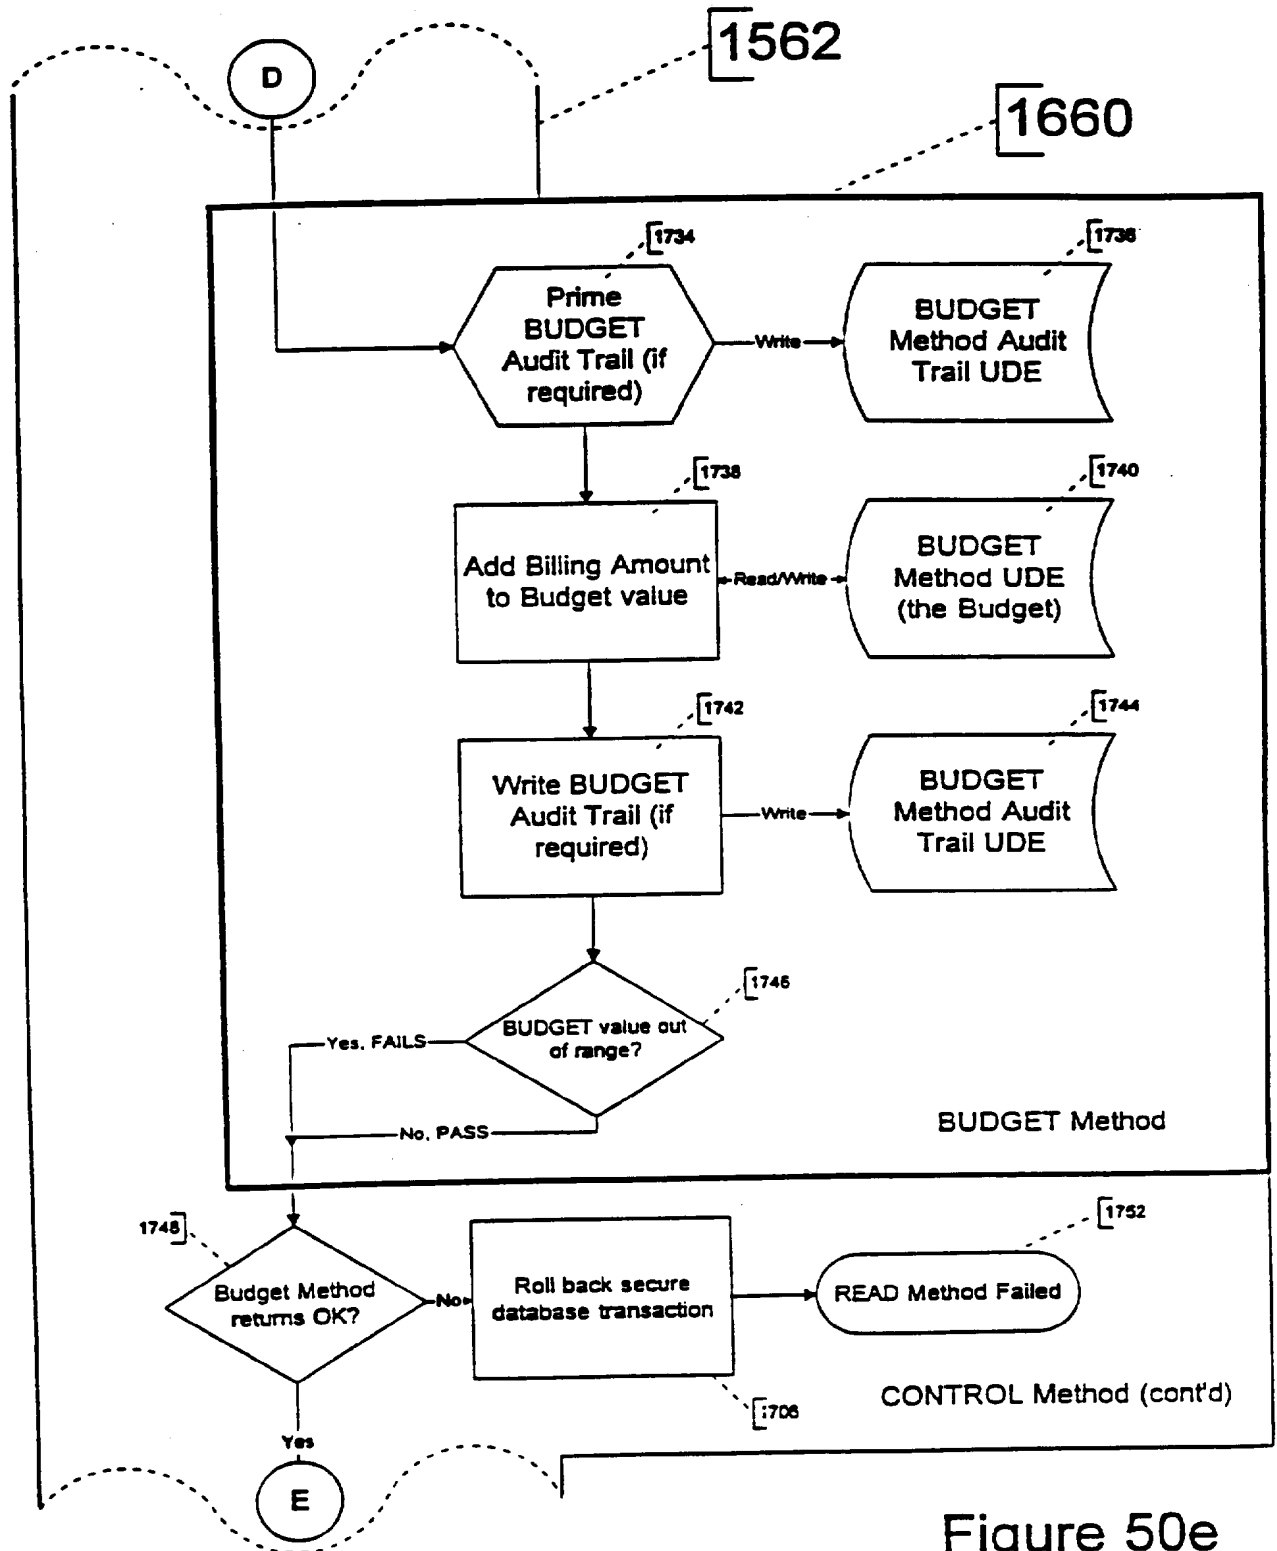 1562
D
1660
1734
1736
Prime
BUDGET
Audit Trail (if
required)
Write
BUDGET
Method Audit
Trail UDE
1738
1740
Add Billing Amount
to Budget value
Read/Write
BUDGET
Method UDE
(the Budget)
1742
1744
Write BUDGET
Audit Trail (if
required)
Write
BUDGET
Method Audit
Trail UDE
1746
BUDGET value out
of range?
Yes, FAILS
No, PASS
BUDGET Method
1748
1752
Budget Method
returns OK?
No
Roll back secure
database transaction
READ Method Failed
1706
CONTROL Method (cont'd)
Yes
E
Figure 50e